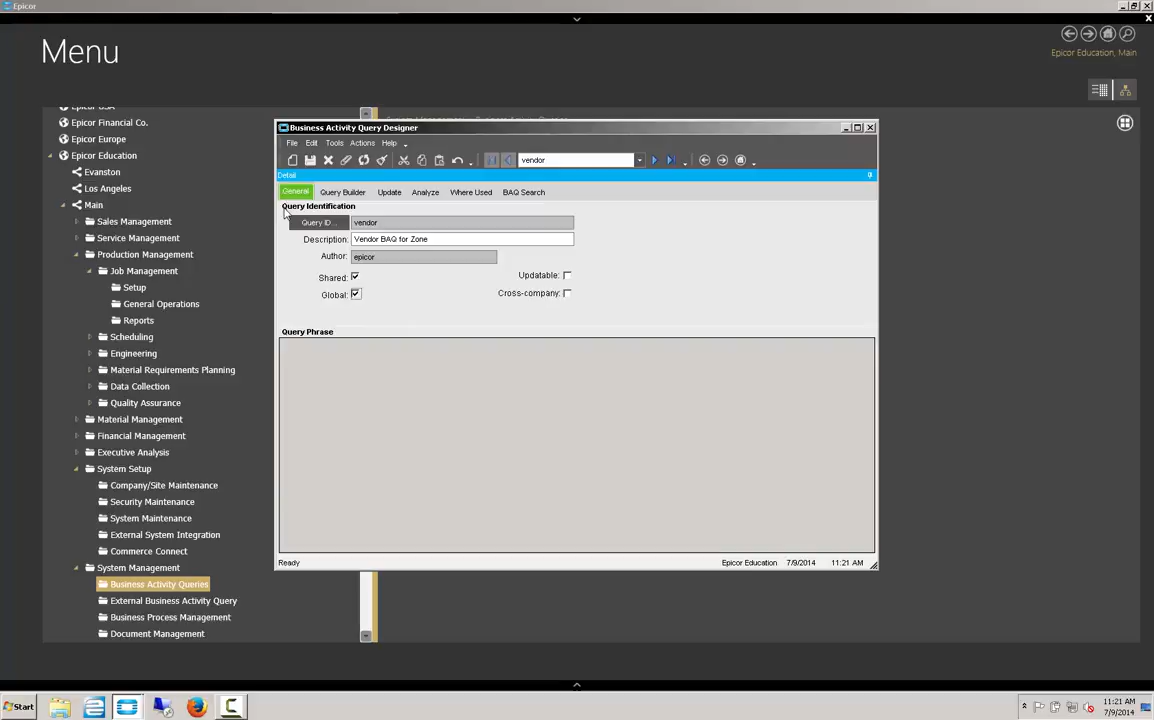 Epicor
Menu
Epicor Education, Main
Epicor Financial Co.
Epicor Europe
Epicor Education
Evanston
Los Angeles
Main
Sales Management
Service Management
Production Management
Job Management
Setup
General Operations
Reports
Scheduling
Engineering
Material Requirements Planning
Data Collection
Quality Assurance
Material Management
Financial Management
Executive Analysis
System Setup
Company/Site Maintenance
Security Maintenance
System Maintenance
External System Integration
Commerce Connect
System Management
Business Activity Queries
External Business Activity Query
Business Process Management
Document Management
Business Activity Query Designer
File Edit Tools Actions Help
vendor
Detail
General Query Builder Update Analyze Where Used BAQ Search
Query Identification
Query ID... vendor
Description: Vendor BAQ for Zone
Author: epicor
Shared: Updatable:
Global: Cross-company:
Query Phrase
Ready Epicor Education 7/9/2014 11:21 AM
Start
11:21 AM
7/9/2014